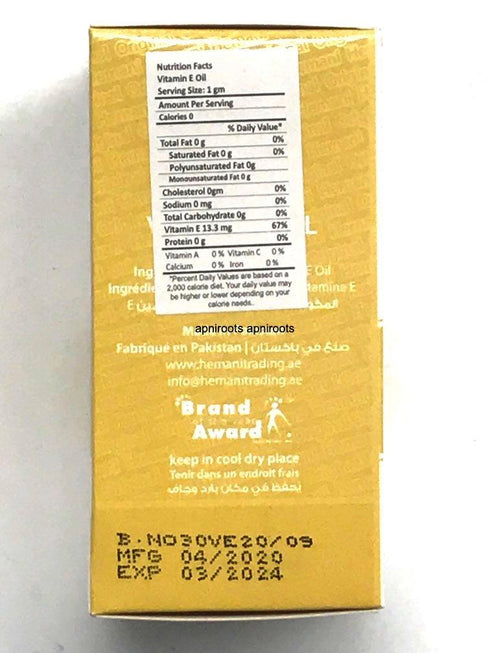 Nutrition Facts
Vitamin E Oil
Serving Size: 1 gm
Amount Per Serving
Calories 0
% Daily Value*
Total Fat 0 g 0%
Saturated Fat 0 g 0%
Polyunsaturated Fat 0g
Monounsaturated Fat 0 g
Cholesterol 0gm 0%
Sodium 0 mg 0%
Total Carbohydrate 0g 0%
Vitamin E 13.3 mg 67%
Protein 0 g 0%
Vitamin A 0% Vitamin C 0%
Calcium 0% Iron 0%
*Percent Daily Values are based on a
2,000 calorie diet. Your daily value may
be higher or lower depending on your
calorie needs.
E Oil
apniroots apniroots
Fabriqué en Pakistan | صنع في باكستان
www.hemanitrading.ae
info@hemanitrading.ae
Brand
Award
keep in cool dry place
Tenir dans un endroit frais
يحفظ في مكان بارد وجاف
B.NO30VE20/09
MFG 04/2020
EXP 03/2024